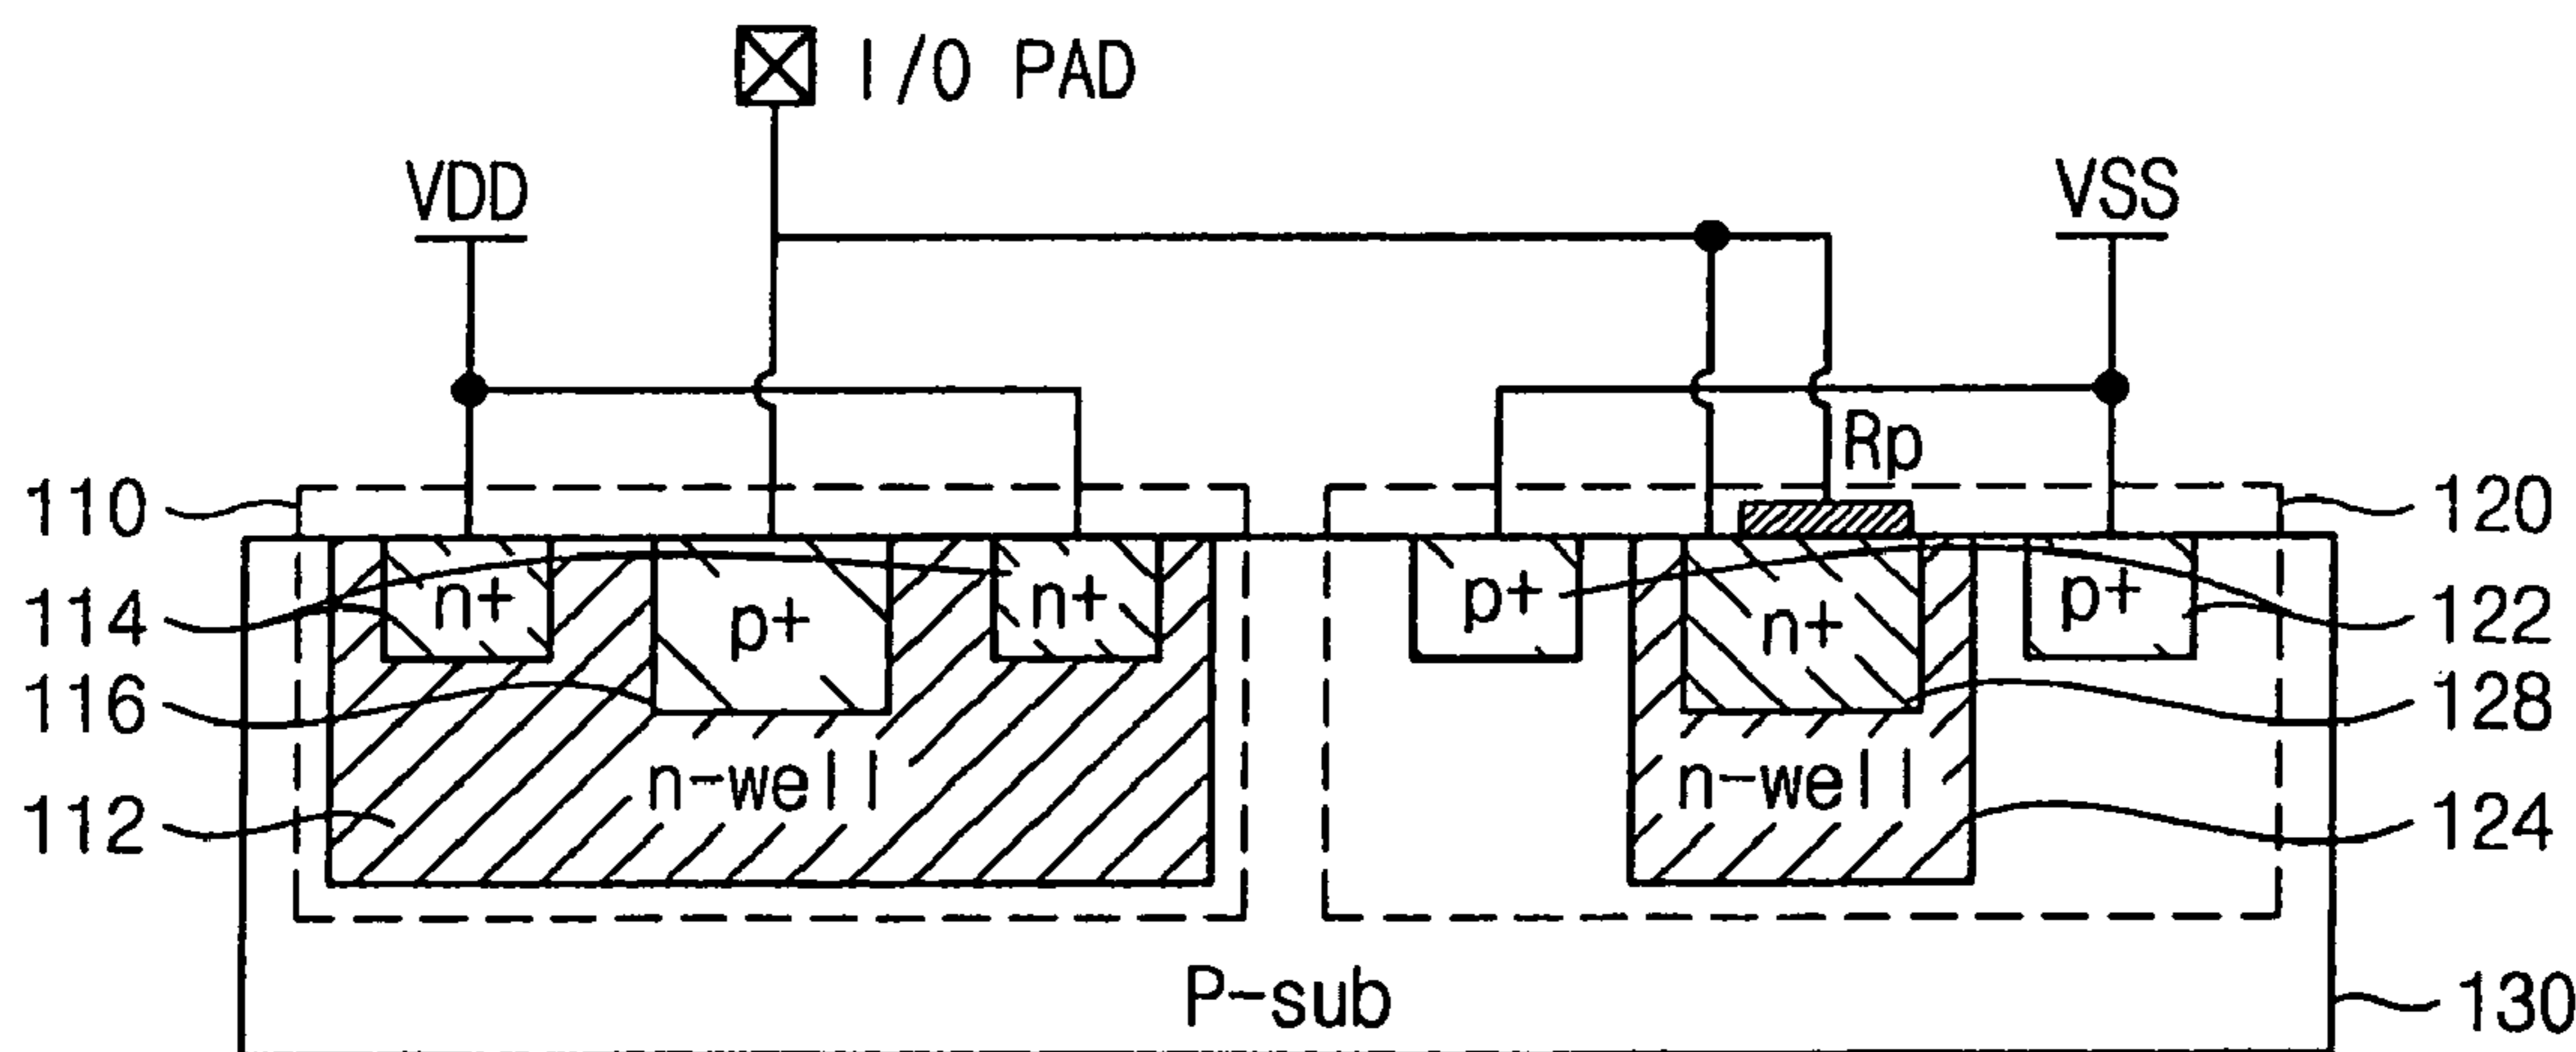 I/O PAD
VDD
VSS
Rp
110
120
n+
p+
n+
p+
n+
p+
114
122
116
128
n-well
n-well
112
124
P-sub
130